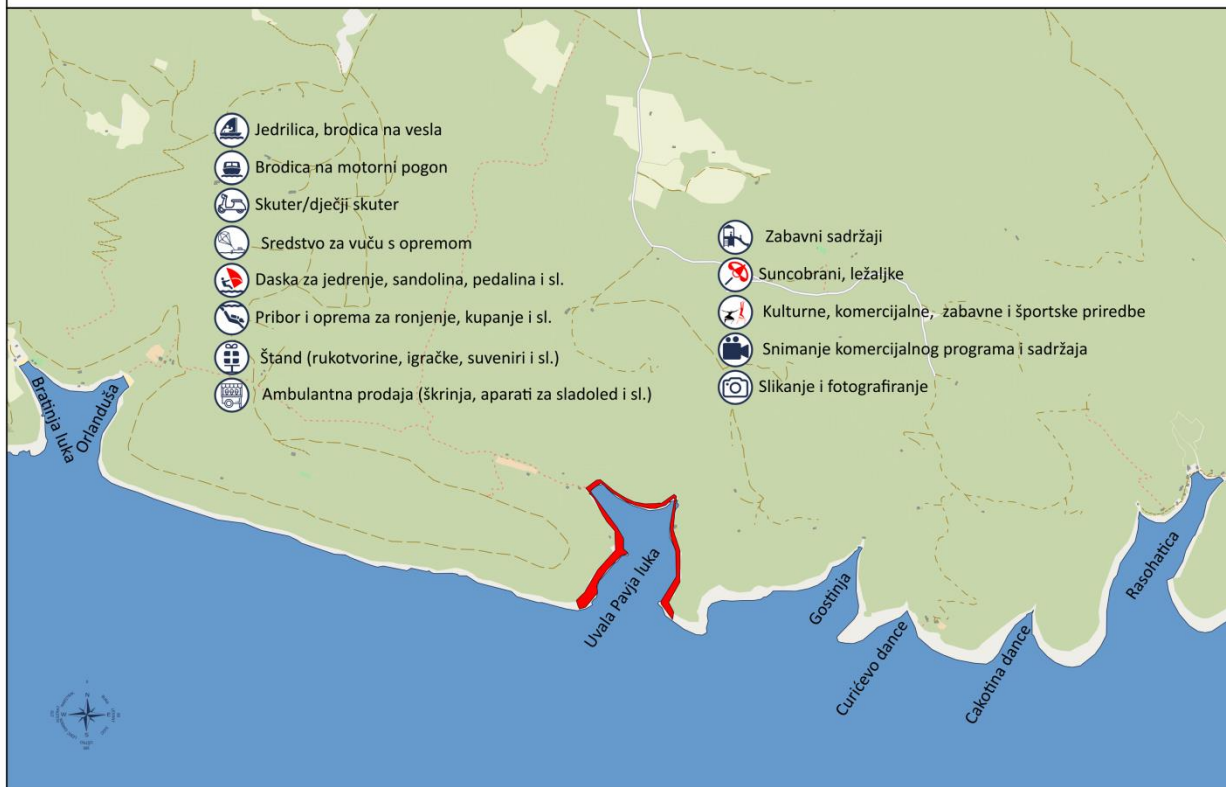 Jedrilica, brodica na vesla
Brodica na motorni pogon
Skuter/dječji skuter
Sredstvo za vuču s opremom
Daska za jedrenje, sandolina, pedalina i sl.
Pribor i oprema za ronjenje, kupanje i sl.
Štand (rukotvorine, igračke, suveniri i sl.)
Ambulantna prodaja (škrinja, aparati za sladoled i sl.)
Zabavni sadržaji
Suncobrani, ležaljke
Kulturne, komercijalne, zabavne i športske priredbe
Snimanje komercijalnog programa i sadržaja
Slikanje i fotografiranje
Bratinja luka
Orlanduša
Uvala Pavja luka
Gostinja
Curićevo dance
Cakotina dance
Rasohatica